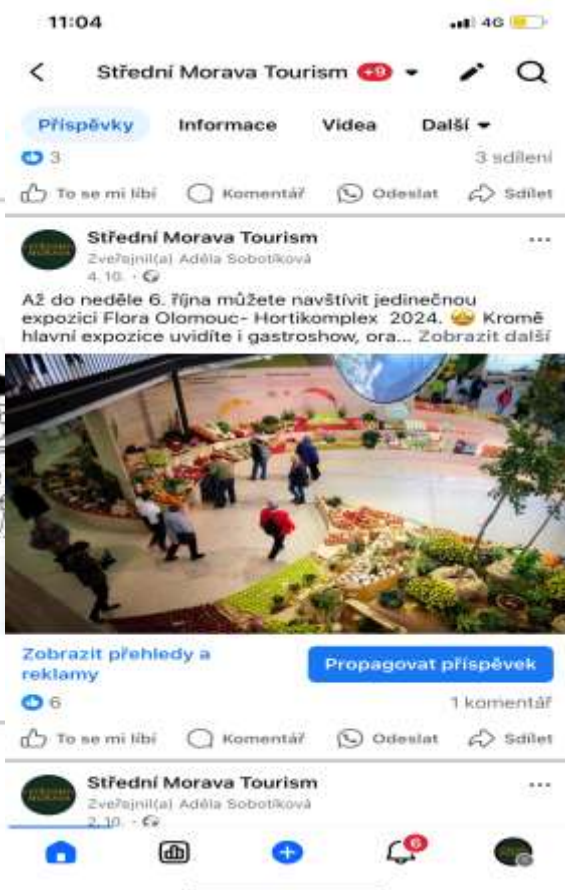 11:04
4G
Střední Morava Tourism +9
Příspěvky Informace Videa Další
3
3 sdílení
To se mi líbí Komentář Odeslat Sdílet
Střední Morava Tourism
Zveřejnil(a) Adéla Sobotíková
4. 10.
Až do neděle 6. října můžete navštívit jedinečnou
expozici Flora Olomouc- Hortikomplex 2024. 🤩 Kromě
hlavní expozice uvidíte i gastroshow, ora... Zobrazit další
Zobrazit přehledy a
reklamy
Propagovat příspěvek
6
1 komentář
To se mi líbí Komentář Odeslat Sdílet
Střední Morava Tourism
Zveřejnil(a) Adéla Sobotíková
2. 10.
6